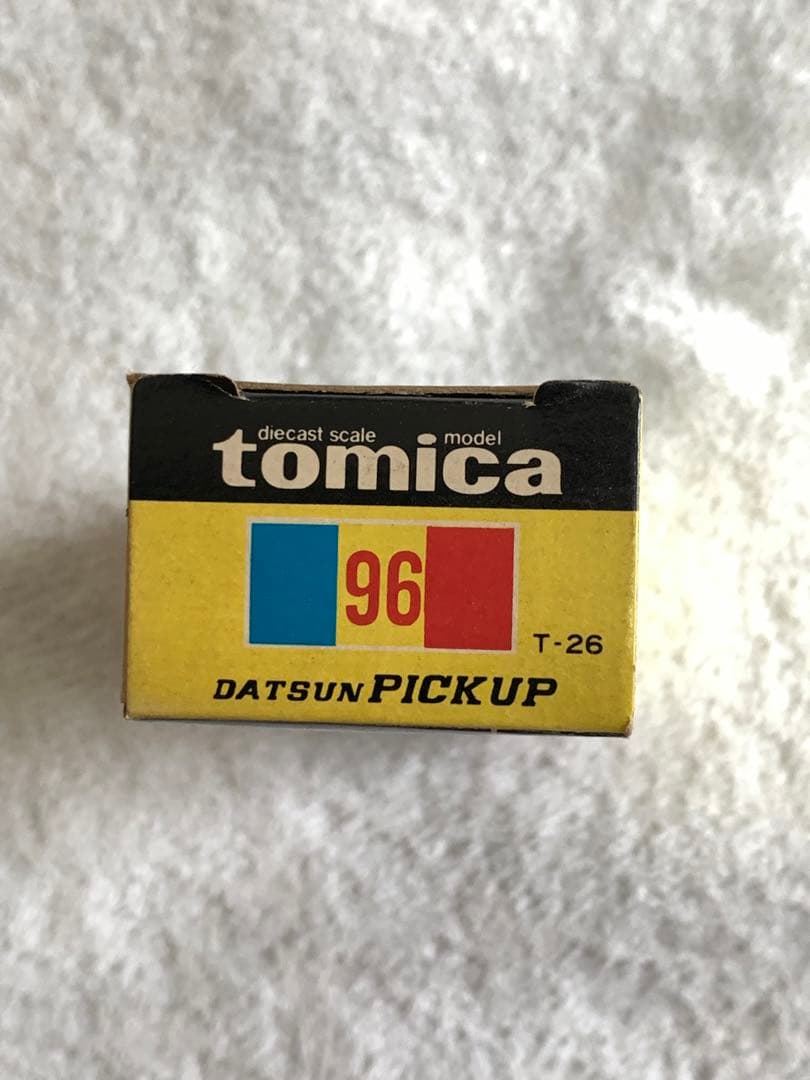 diecast scale model
tomica
96
T-26
DATSUN PICKUP